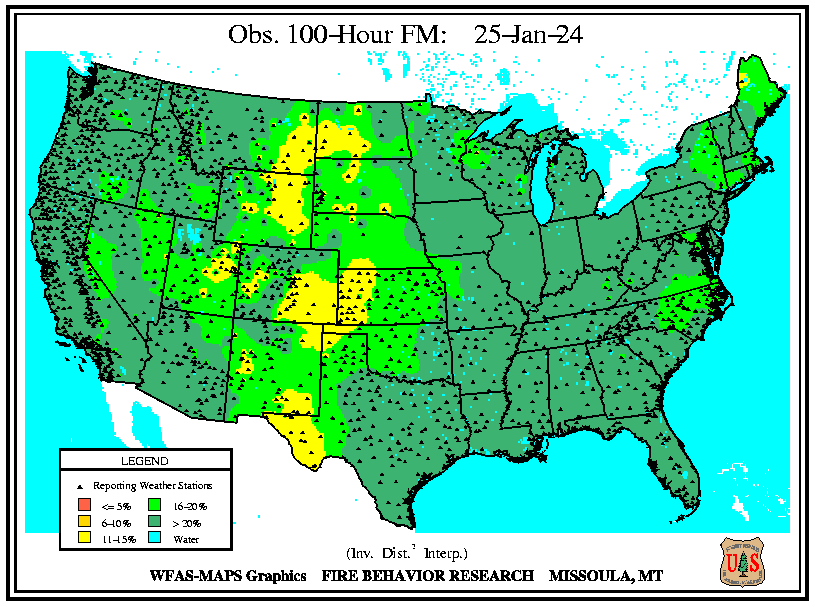 Obs. 100-Hour FM: 25-Jan-24
LEGEND
Reporting Weather Stations
<= 5%
16-20%
6-10%
> 20%
11-15%
Water
(Inv. Dist.² Interp.)
WFAS-MAPS Graphics FIRE BEHAVIOR RESEARCH MISSOULA, MT
U S